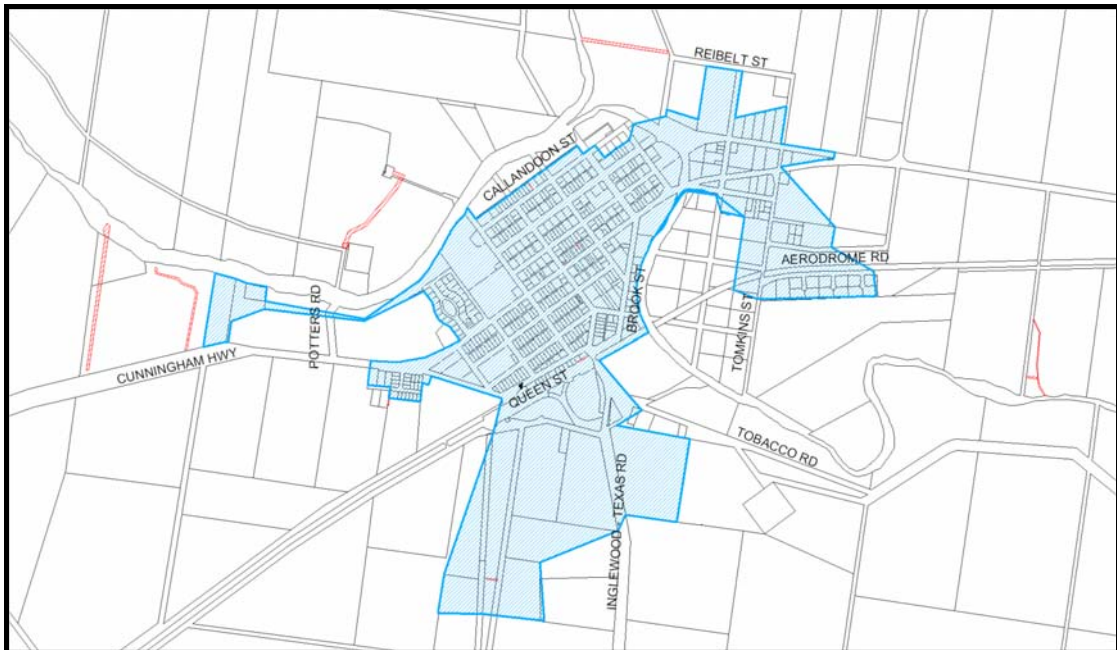 REIBELT ST
CALLANDOON ST
AERODROME RD
BROOK ST
POTTERS RD
TOMKINS ST
CUNNINGHAM HWY
QUEEN ST
TOBACCO RD
INGLEWOOD - TEXAS RD